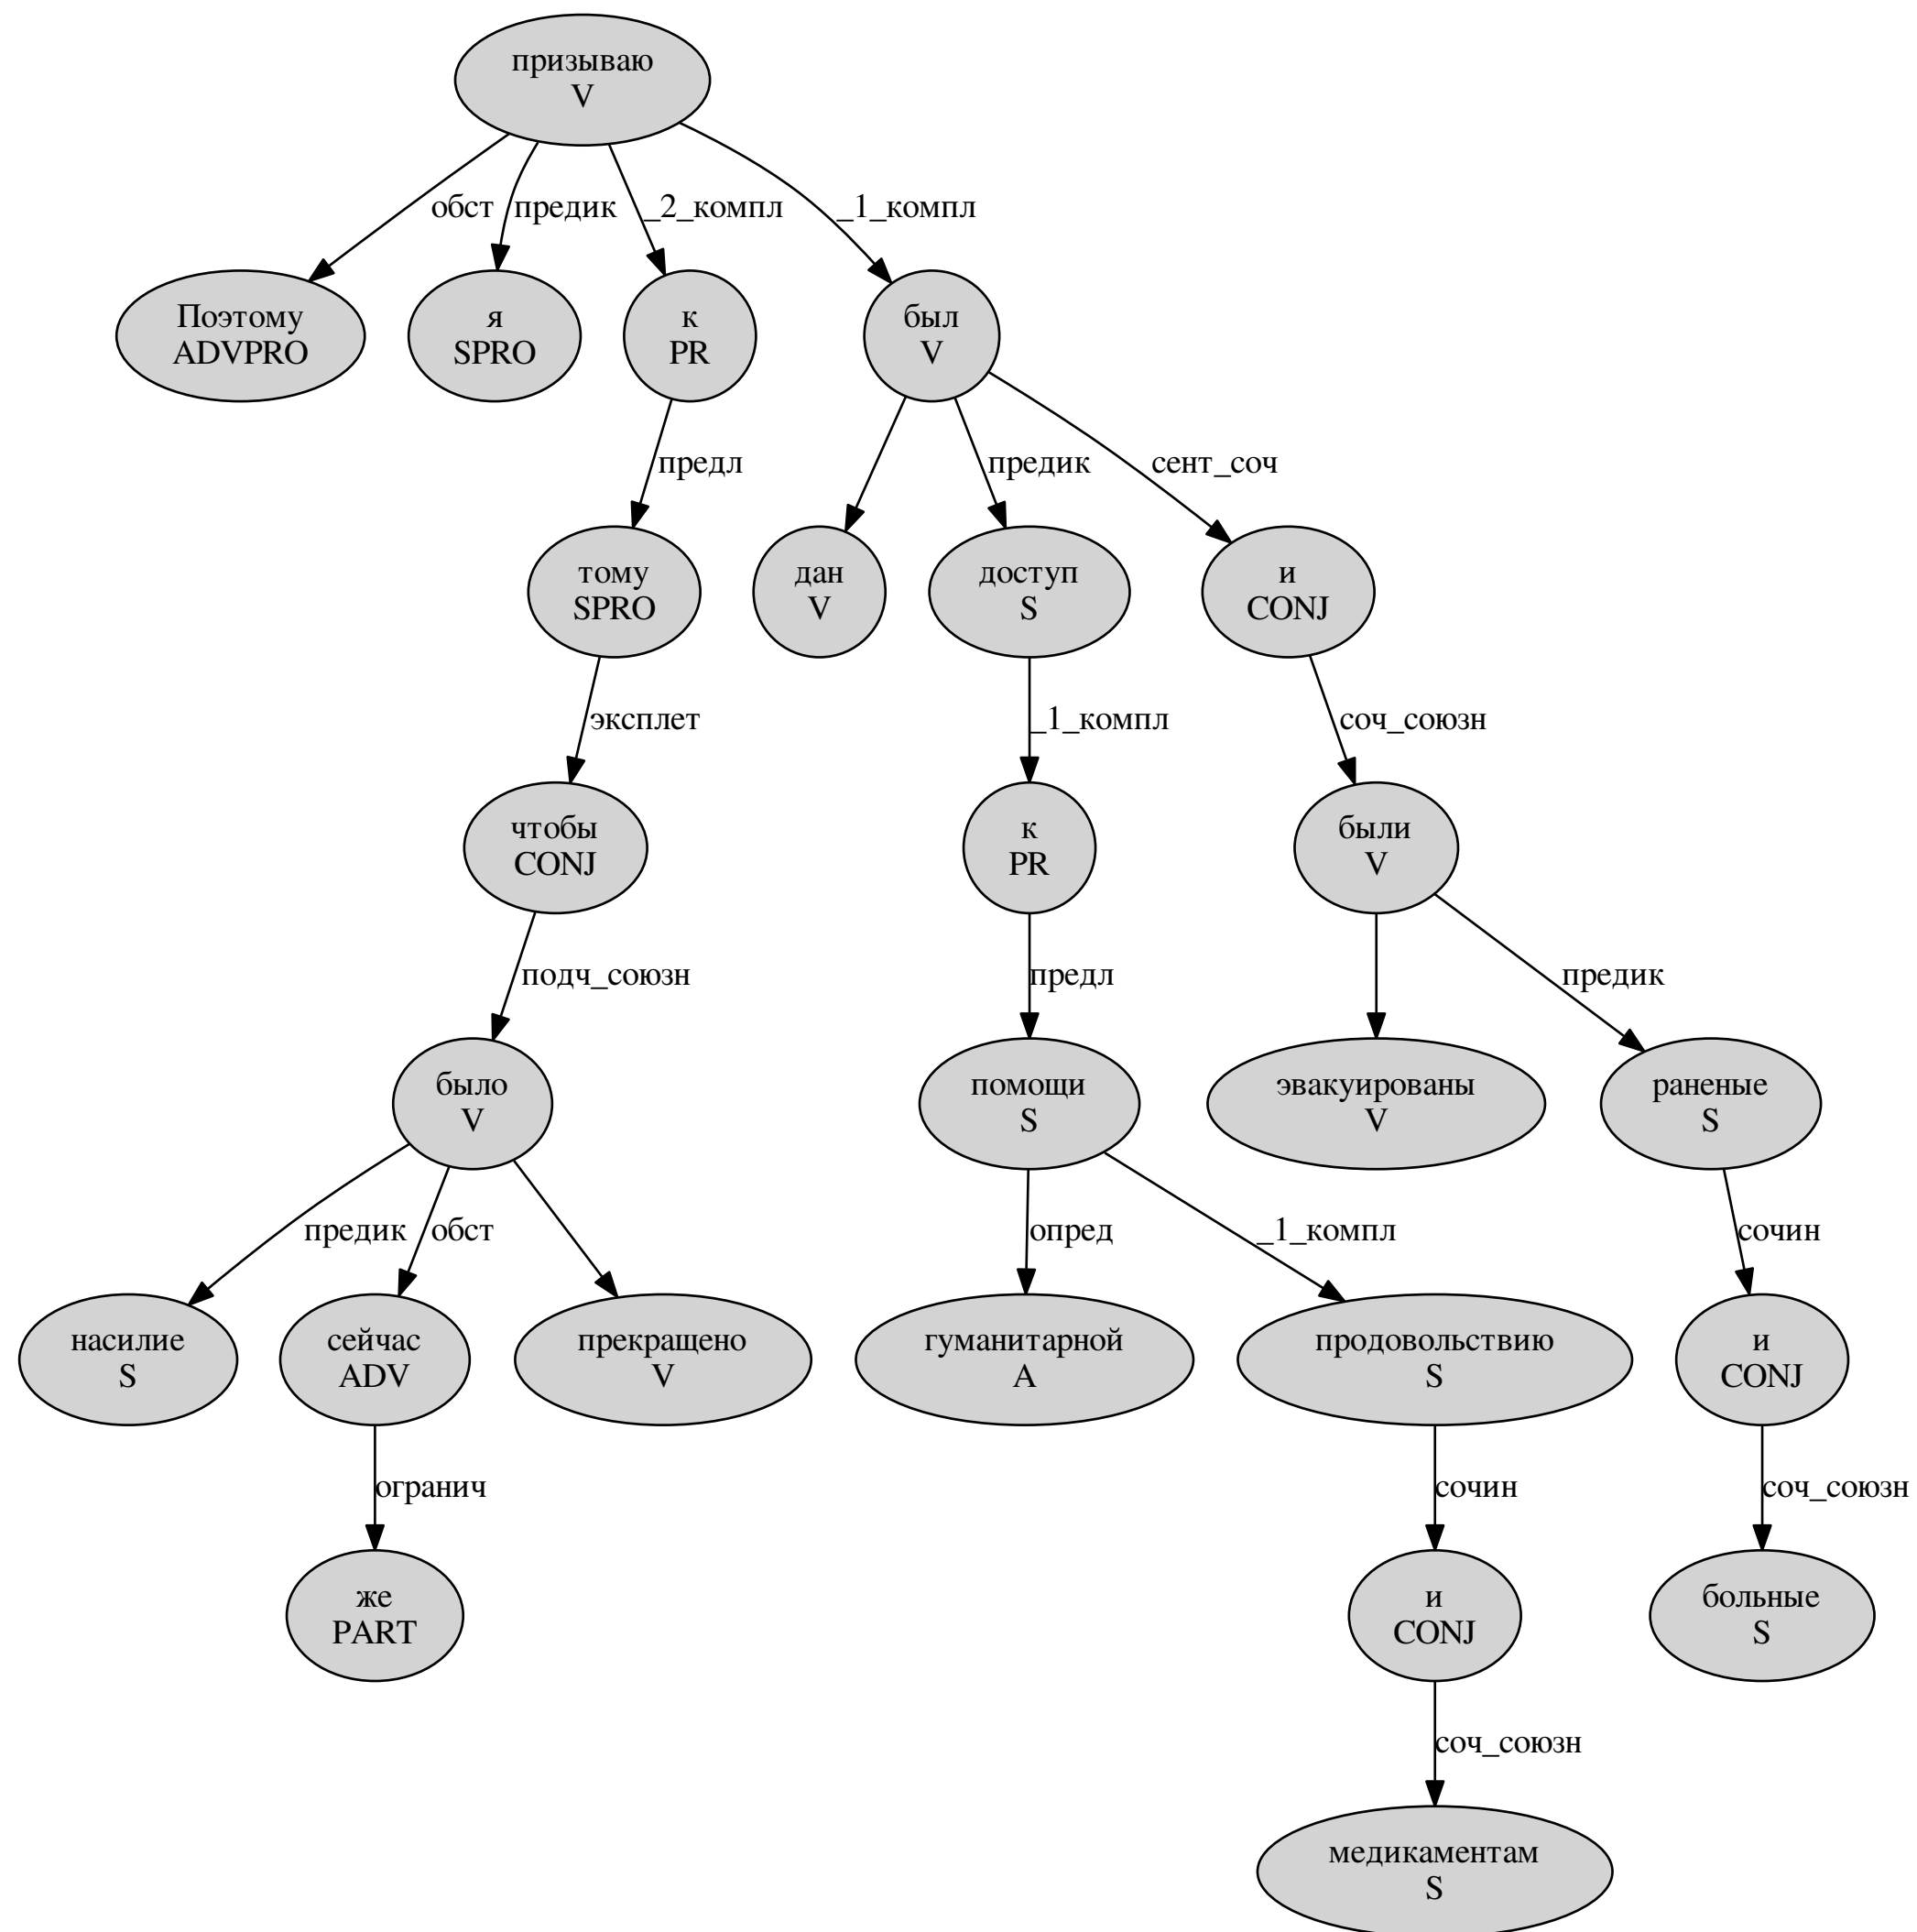 призываю
V
обст
предик
_2_компл
_1_компл
Поэтому
ADVPRO
я
SPRO
к
PR
был
V
предл
предик
сент_соч
тому
SPRO
дан
V
доступ
S
и
CONJ
эксплет
_1_компл
соч_союзн
чтобы
CONJ
к
PR
были
V
подч_союзн
предл
предик
было
V
помощи
S
эвакуированы
V
раненые
S
предик
обст
опред
_1_компл
сочин
насилие
S
сейчас
ADV
прекращено
V
гуманитарной
A
продовольствию
S
и
CONJ
огранич
сочин
соч_союзн
же
PART
и
CONJ
больные
S
соч_союзн
медикаментам
S